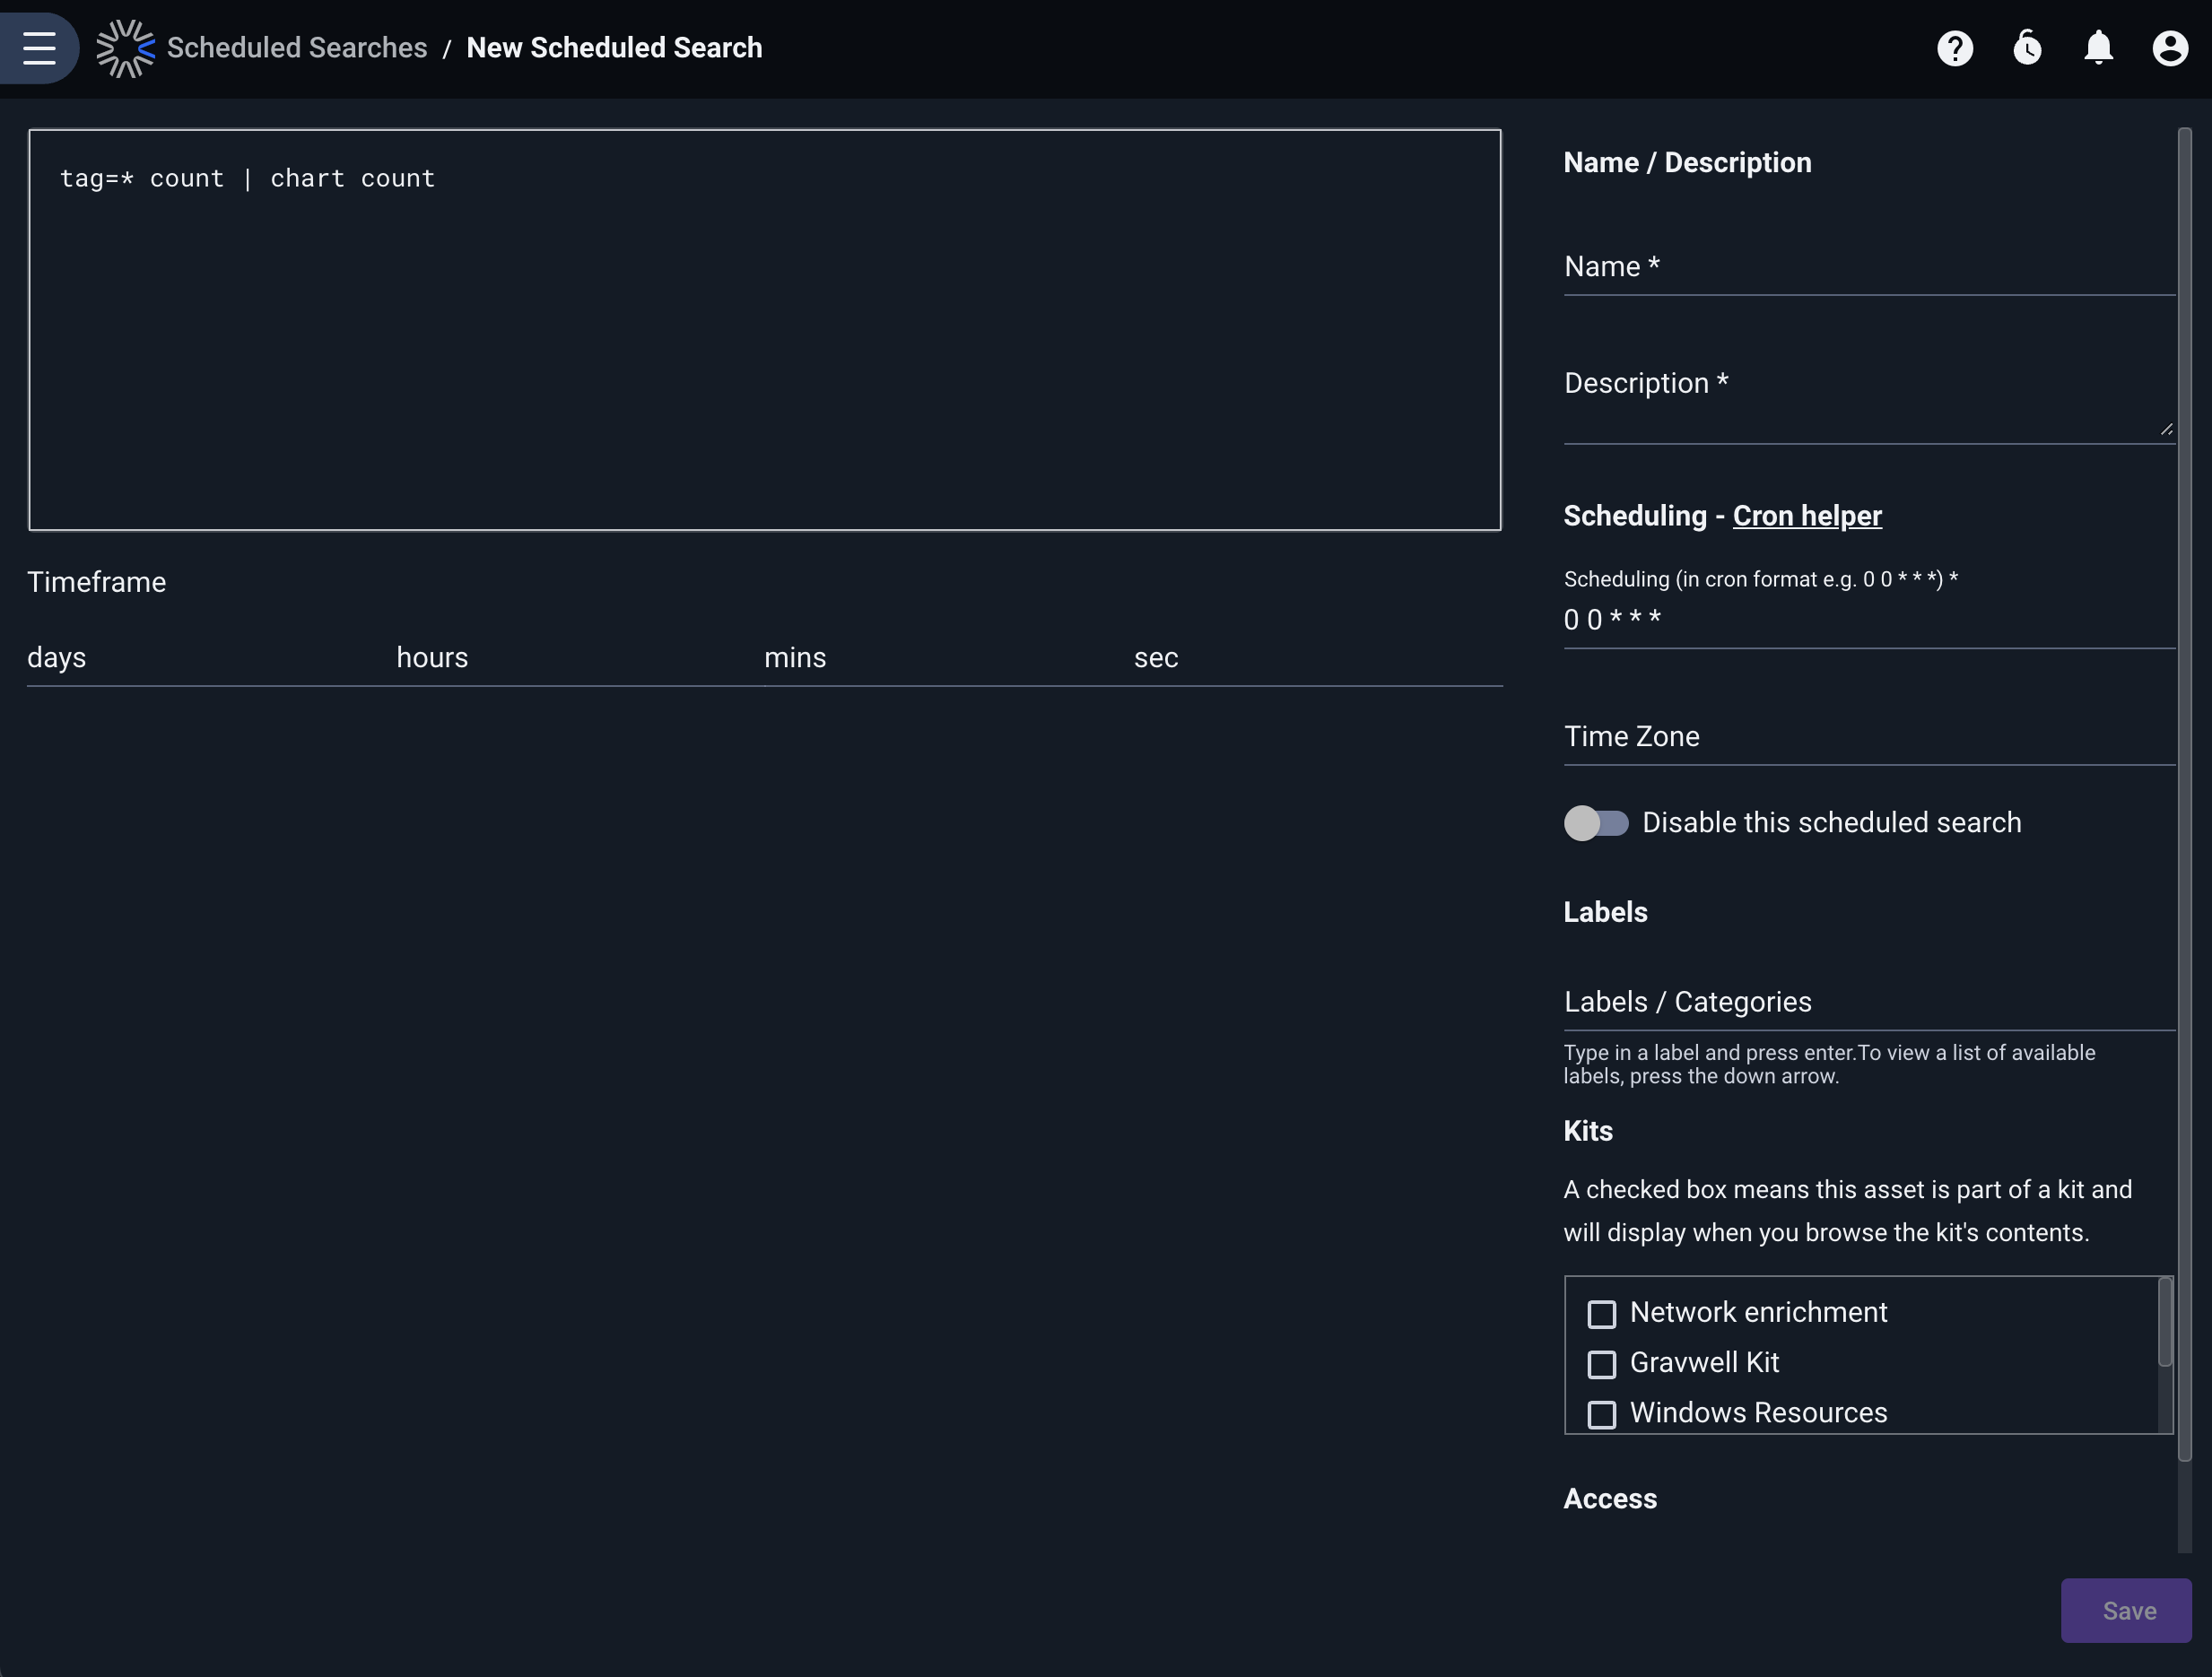 Scheduled Searches / New Scheduled Search
tag=* count | chart count
Timeframe
days hours mins sec
Name / Description
Name *
Description *
Scheduling - Cron helper
Scheduling (in cron format e.g. 0 0 * * *) *
0 0 * * *
Time Zone
Disable this scheduled search
Labels
Labels / Categories
Type in a label and press enter.To view a list of available
labels, press the down arrow.
Kits
A checked box means this asset is part of a kit and
will display when you browse the kit's contents.
Network enrichment
Gravwell Kit
Windows Resources
Access
Save